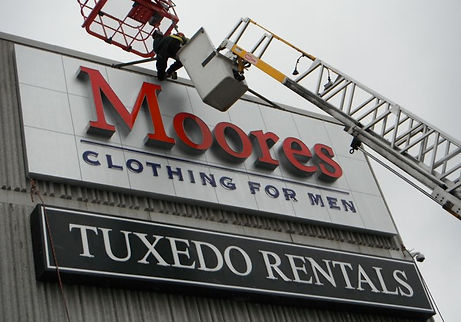 Moores
CLOTHING FOR MEN
TUXEDO RENTALS